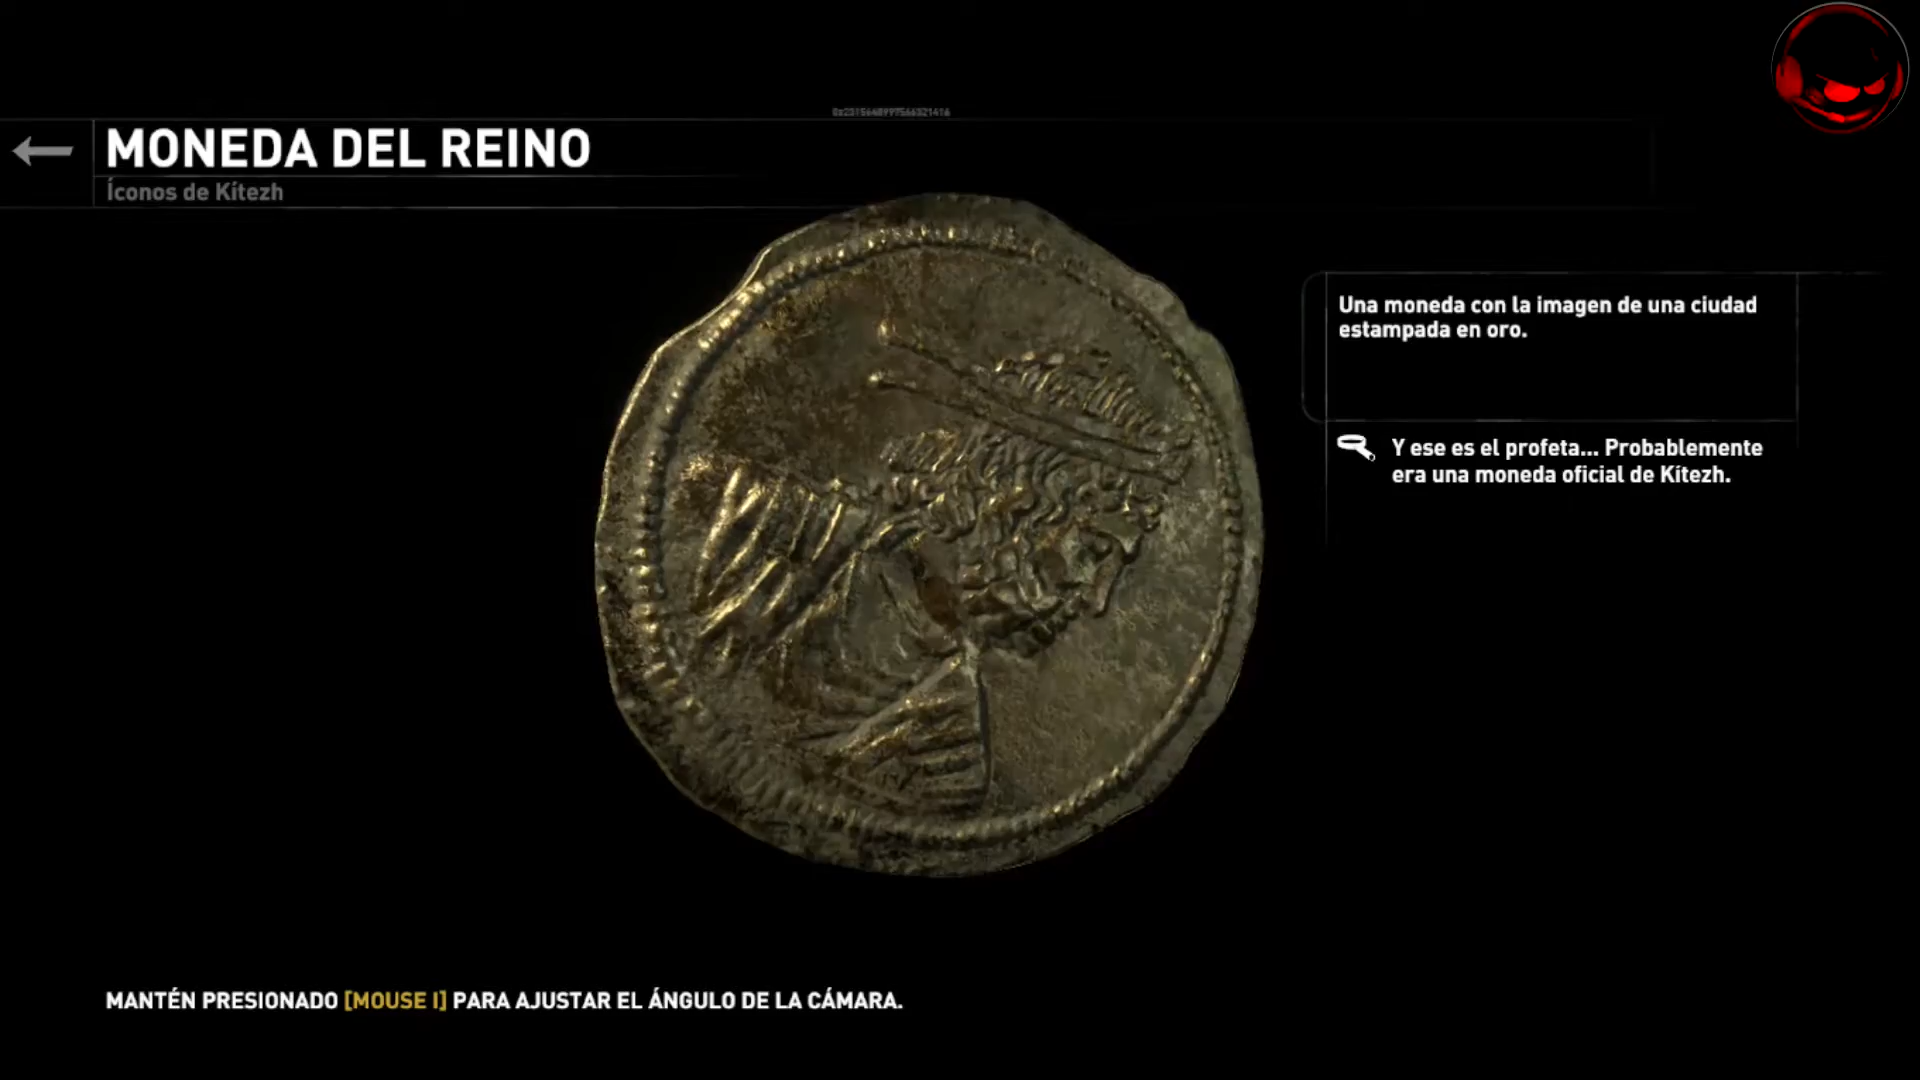 MONEDA DEL REINO
Íconos de Kítezh
Una moneda con la imagen de una ciudad
estampada en oro.
Y ese es el profeta... Probablemente
era una moneda oficial de Kítezh.
MANTÉN PRESIONADO [MOUSE I] PARA AJUSTAR EL ÁNGULO DE LA CÁMARA.